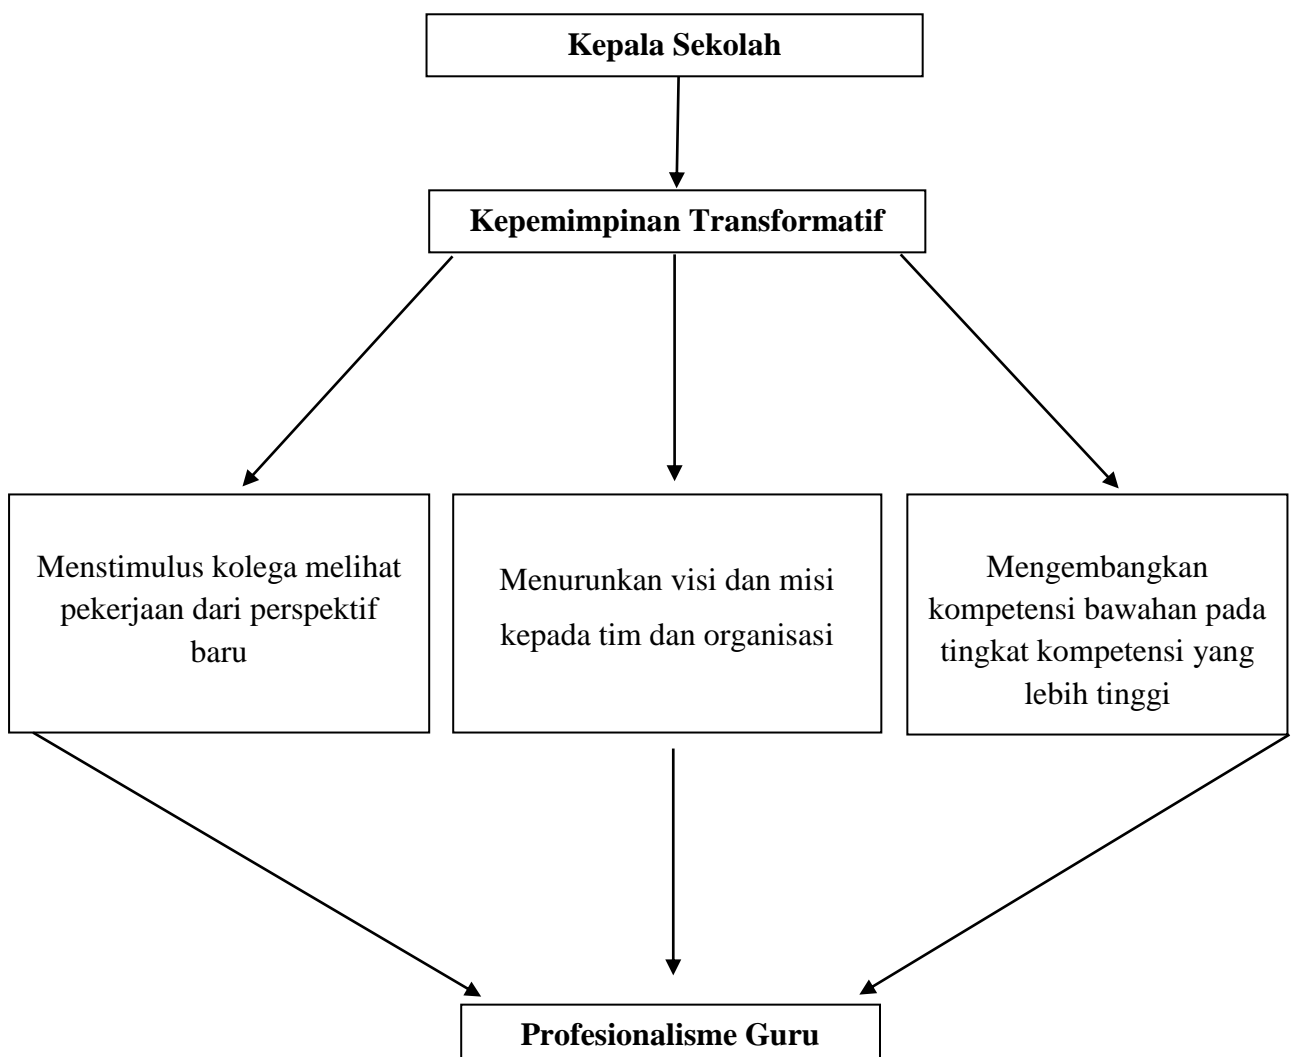 Kepala Sekolah
Kepemimpinan Transformatif
Menstimulus kolega melihat
pekerjaan dari perspektif
baru
Menurunkan visi dan misi
kepada tim dan organisasi
Mengembangkan
kompetensi bawahan pada
tingkat kompetensi yang
lebih tinggi
Profesionalisme Guru